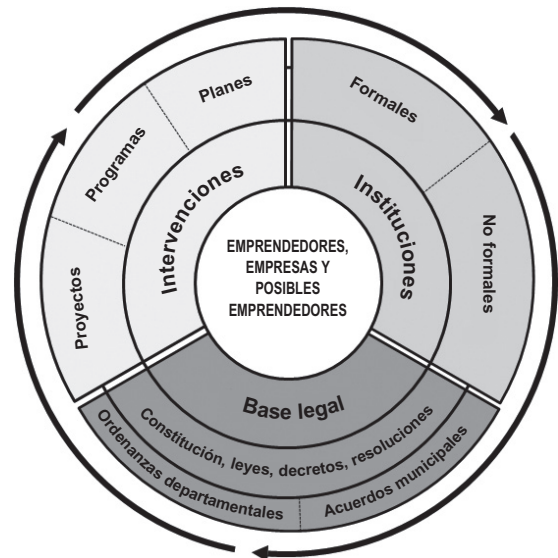 Planes
Programas
Proyectos
Intervenciones
Formales
No formales
Instituciones
EMPRENDEDORES,
EMPRESAS Y
POSIBLES
EMPRENDEDORES
Base legal
Constitución, leyes, decretos, resoluciones
Ordenanzas departamentales
Acuerdos municipales